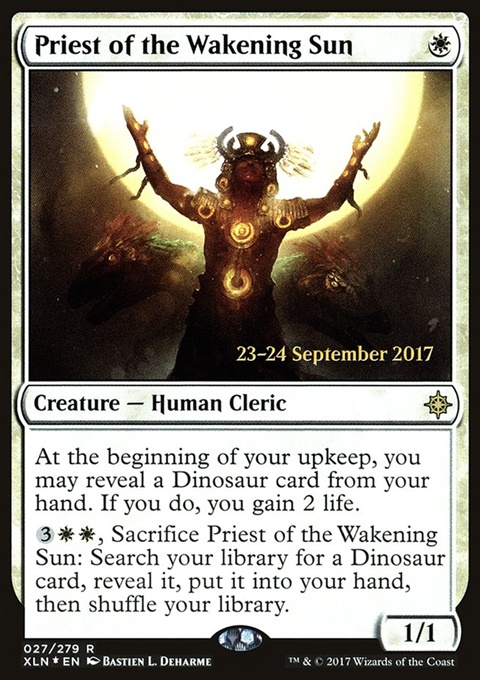 Priest of the Wakening Sun
23–24 September 2017
Creature — Human Cleric
At the beginning of your upkeep, you
may reveal a Dinosaur card from your
hand. If you do, you gain 2 life.
3, Sacrifice Priest of the Wakening
Sun: Search your library for a Dinosaur
card, reveal it, put it into your hand,
then shuffle your library.
1/1
027/279 R
XLN ★ EN Bastien L. Deharme
™ & © 2017 Wizards of the Coast